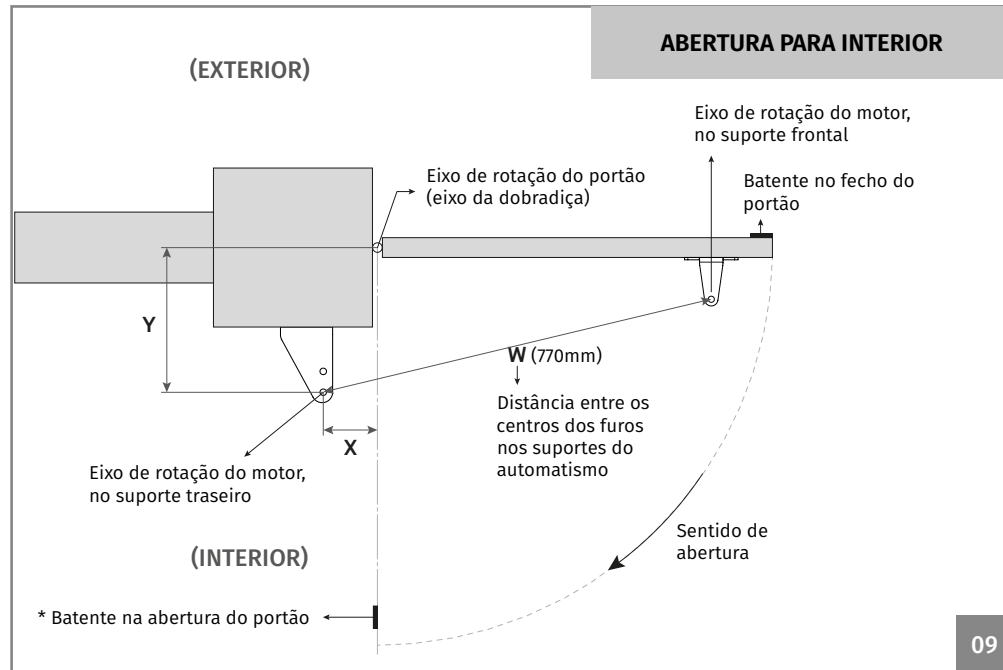 ABERTURA PARA INTERIOR
(EXTERIOR)
Eixo de rotação do motor,
no suporte frontal
Eixo de rotação do portão
(eixo da dobradiça)
Batente no fecho do
portão
Y
W (770mm)
Distância entre os
centros dos furos
nos suportes do
automatismo
X
Eixo de rotação do motor,
no suporte traseiro
Sentido de
abertura
(INTERIOR)
* Batente na abertura do portão
09